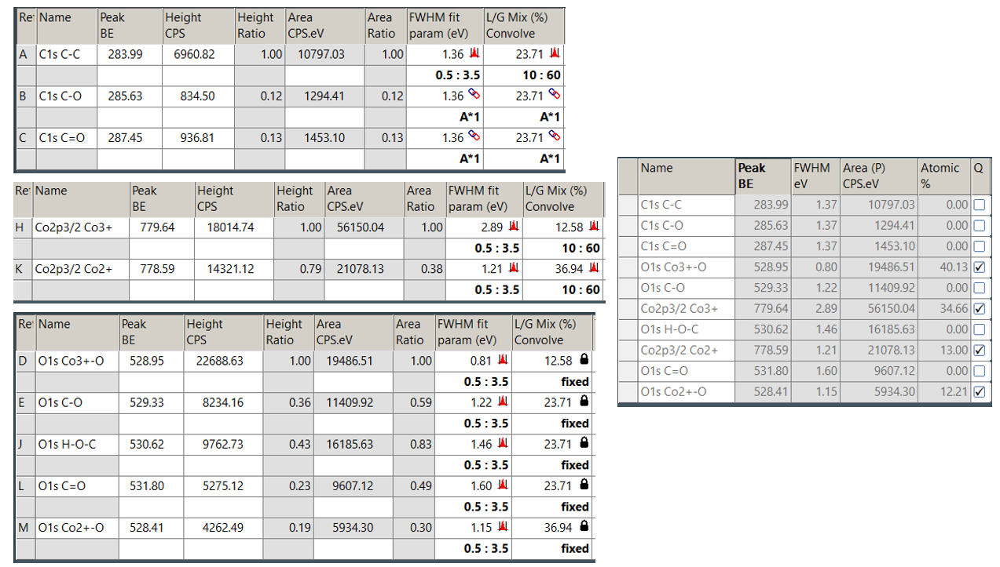 Re Name Peak BE Height CPS Height Ratio Area CPS.eV Area Ratio FWHM fit param (eV) L/G Mix (%) Convolve
A C1s C-C 283.99 6960.82 1.00 10797.03 1.00 1.36 23.71
0.5 : 3.5 10 : 60
B C1s C-O 285.63 834.50 0.12 1294.41 0.12 1.36 23.71
A*1 A*1
C C1s C=O 287.45 936.81 0.13 1453.10 0.13 1.36 23.71
A*1 A*1
Re Name Peak BE Height CPS Height Ratio Area CPS.eV Area Ratio FWHM fit param (eV) L/G Mix (%) Convolve
H Co2p3/2 Co3+ 779.64 18014.74 1.00 56150.04 1.00 2.89 12.58
0.5 : 3.5 10 : 60
K Co2p3/2 Co2+ 778.59 14321.12 0.79 21078.13 0.38 1.21 36.94
0.5 : 3.5 10 : 60
Re Name Peak BE Height CPS Height Ratio Area CPS.eV Area Ratio FWHM fit param (eV) L/G Mix (%) Convolve
D O1s Co3+-O 528.95 22688.63 1.00 19486.51 1.00 0.81 12.58
0.5 : 3.5 fixed
E O1s C-O 529.33 8234.16 0.36 11409.92 0.59 1.22 23.71
0.5 : 3.5 fixed
J O1s H-O-C 530.62 9762.73 0.43 16185.63 0.83 1.46 23.71
0.5 : 3.5 fixed
L O1s C=O 531.80 5275.12 0.23 9607.12 0.49 1.60 23.71
0.5 : 3.5 fixed
M O1s Co2+-O 528.41 4262.49 0.19 5934.30 0.30 1.15 36.94
0.5 : 3.5 fixed
Name Peak BE FWHM eV Area (P) CPS.eV Atomic % Q
C1s C-C 283.99 1.37 10797.03 0.00
C1s C-O 285.63 1.37 1294.41 0.00
C1s C=O 287.45 1.37 1453.10 0.00
O1s Co3+-O 528.95 0.80 19486.51 40.13
O1s C-O 529.33 1.22 11409.92 0.00
Co2p3/2 Co3+ 779.64 2.89 56150.04 34.66
O1s H-O-C 530.62 1.46 16185.63 0.00
Co2p3/2 Co2+ 778.59 1.21 21078.13 13.00
O1s C=O 531.80 1.60 9607.12 0.00
O1s Co2+-O 528.41 1.15 5934.30 12.21